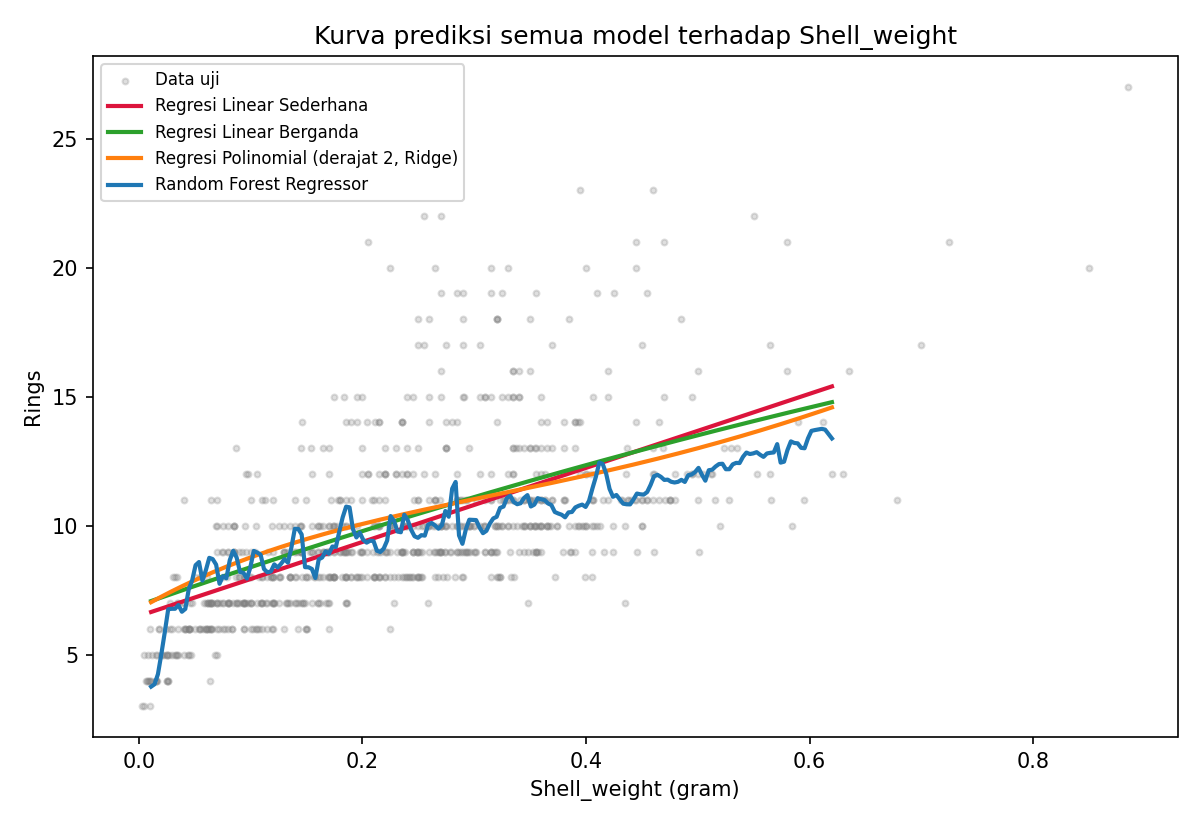 Kurva prediksi semua model terhadap Shell_weight
Data uji
Regresi Linear Sederhana
Regresi Linear Berganda
Regresi Polinomial (derajat 2, Ridge)
Random Forest Regressor
25
20
15
10
5
Rings
0.0 0.2 0.4 0.6 0.8
Shell_weight (gram)